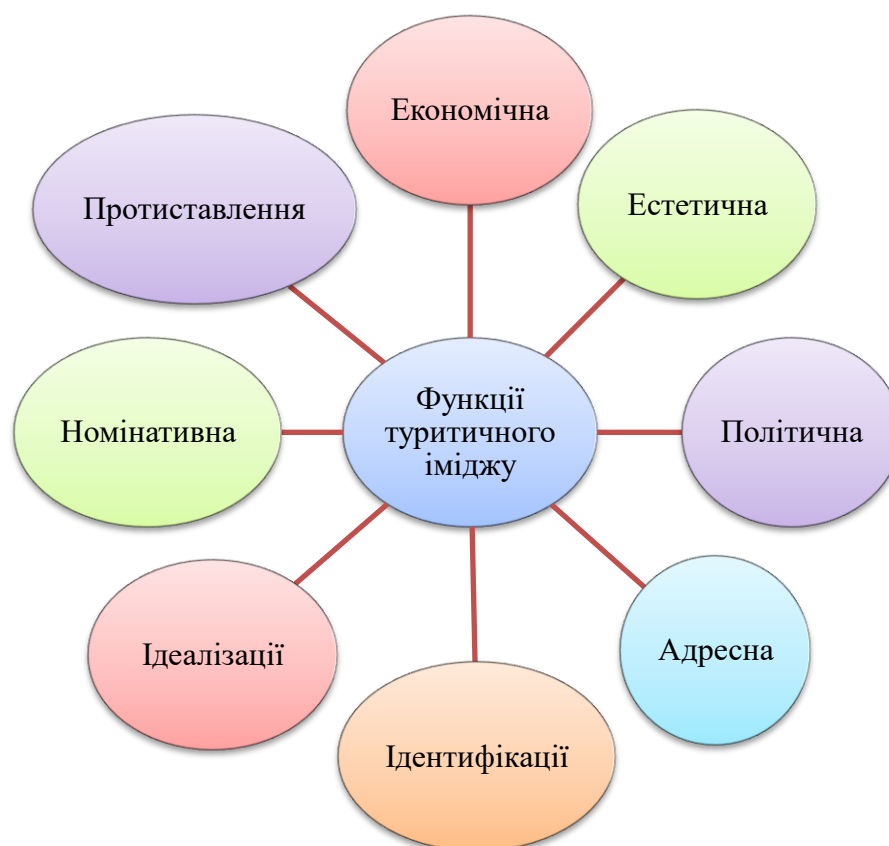 Економічна
Естетична
Протиставлення
Функції
туритичного
іміджу
Номінативна
Політична
Ідеалізації
Адресна
Ідентифікації